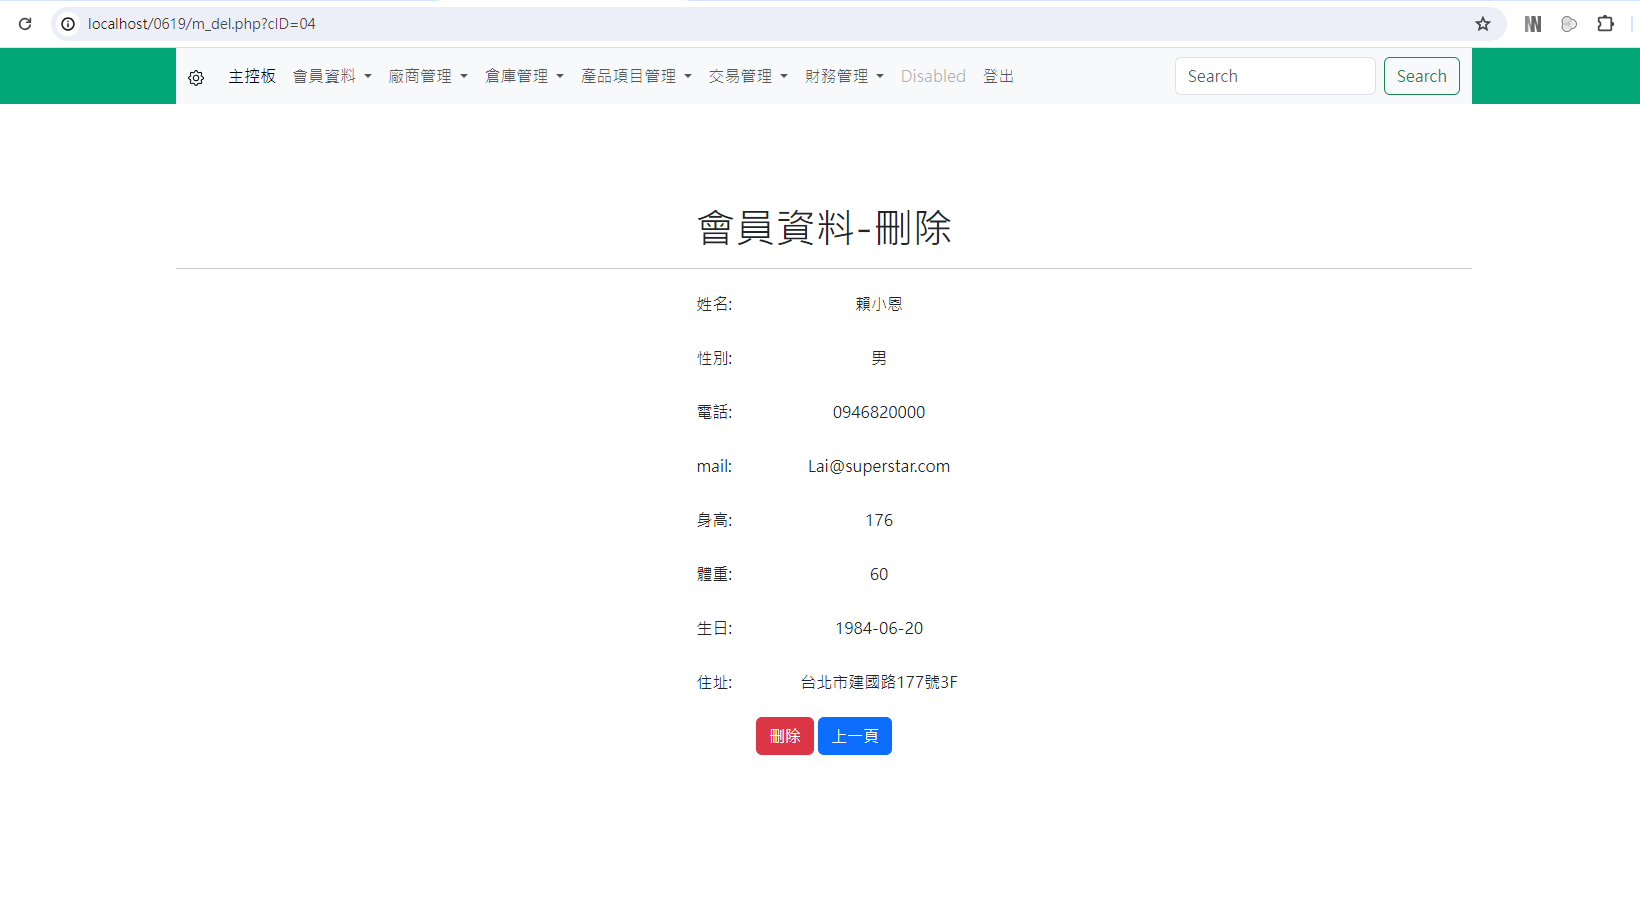 localhost/0619/m_del.php?cID=04
主控板 會員資料 廠商管理 倉庫管理 產品項目管理 交易管理 財務管理 Disabled 登出 Search Search
會員資料-刪除
姓名: 賴小恩
性別: 男
電話: 0946820000
mail: Lai@superstar.com
身高: 176
體重: 60
生日: 1984-06-20
住址: 台北市建國路177號3F
刪除 上一頁